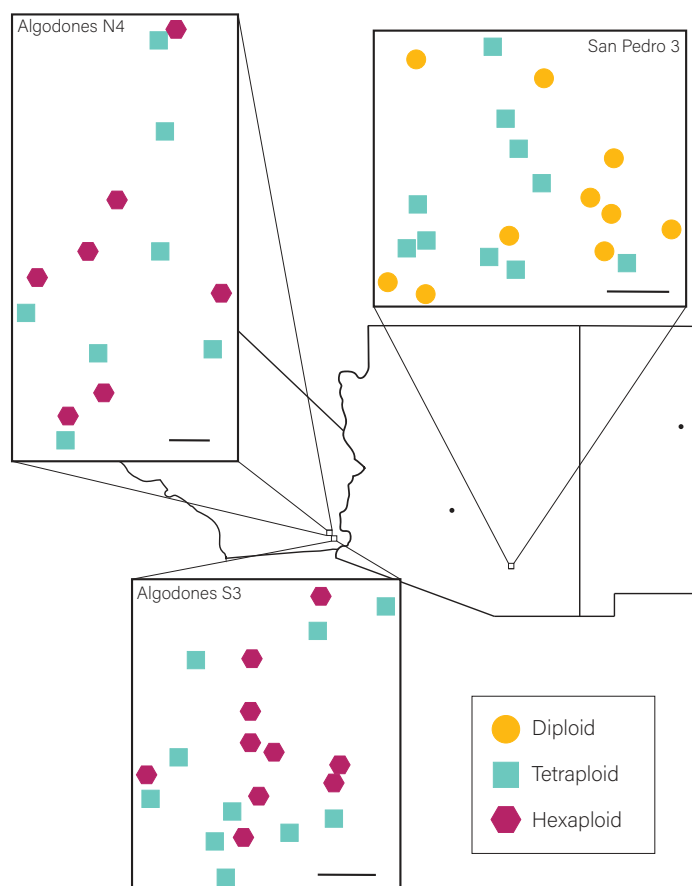 Algodones N4
San Pedro 3
Algodones S3
Diploid
Tetraploid
Hexaploid